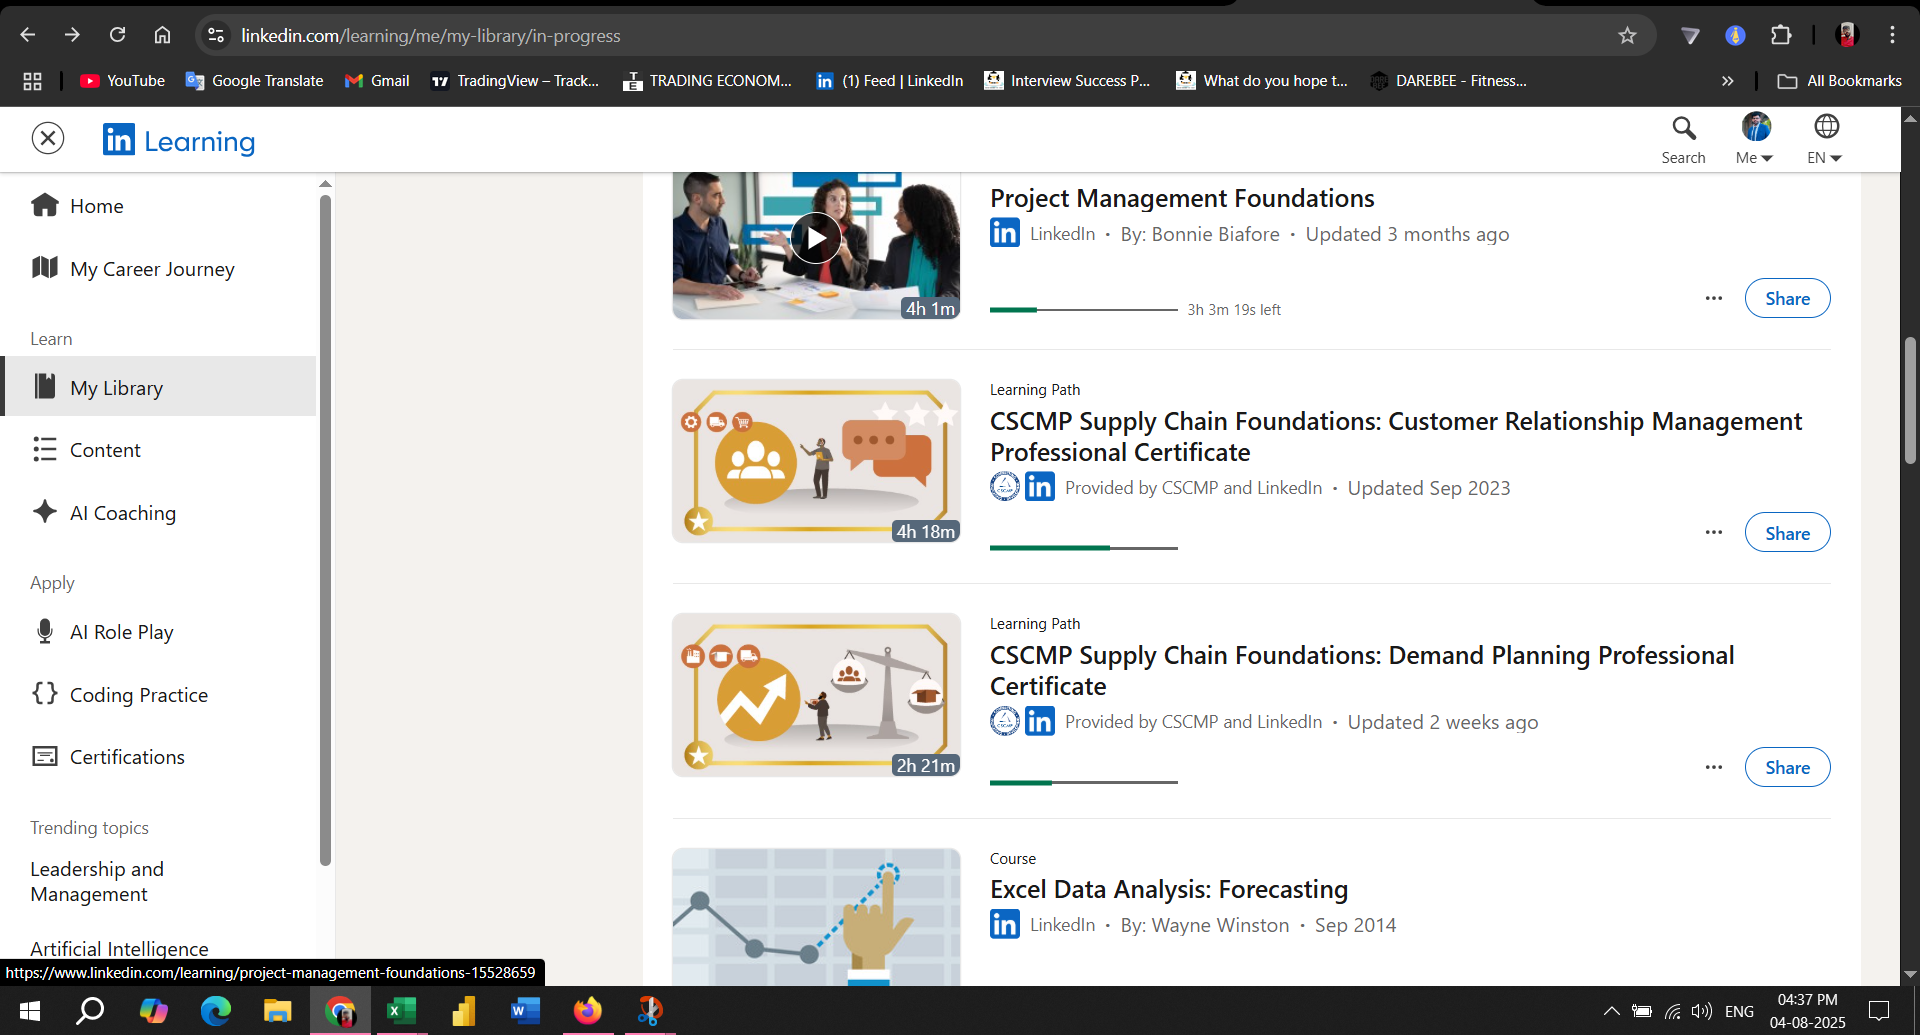 linkedin.com/learning/me/my-library/in-progress
YouTube
Google Translate
Gmail
TradingView – Track...
TRADING ECONOM...
(1) Feed | LinkedIn
Interview Success P...
What do you hope t...
DAREBEE - Fitness...
All Bookmarks
in Learning
Search
Me
EN
Home
My Career Journey
Learn
My Library
Content
AI Coaching
Apply
AI Role Play
Coding Practice
Certifications
Trending topics
Leadership and
Management
Artificial Intelligence
https://www.linkedin.com/learning/project-management-foundations-15528659
4h 1m
Project Management Foundations
LinkedIn • By: Bonnie Biafore • Updated 3 months ago
3h 3m 19s left
Share
4h 18m
Learning Path
CSCMP Supply Chain Foundations: Customer Relationship Management
Professional Certificate
Provided by CSCMP and LinkedIn • Updated Sep 2023
Share
2h 21m
Learning Path
CSCMP Supply Chain Foundations: Demand Planning Professional
Certificate
Provided by CSCMP and LinkedIn • Updated 2 weeks ago
Share
Course
Excel Data Analysis: Forecasting
LinkedIn • By: Wayne Winston • Sep 2014
ENG
04:37 PM
04-08-2025